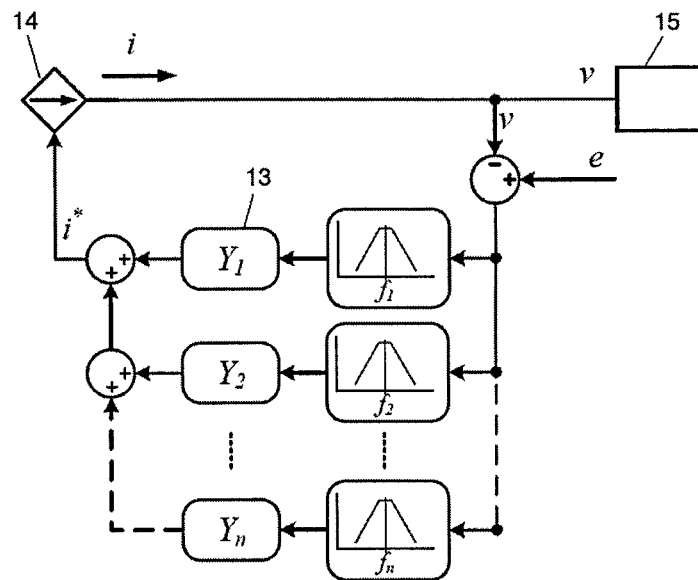 14
i
15
v
v
e
-
+
13
i*
+
+
Y1
f1
+
+
Y2
f2
Yn
fn